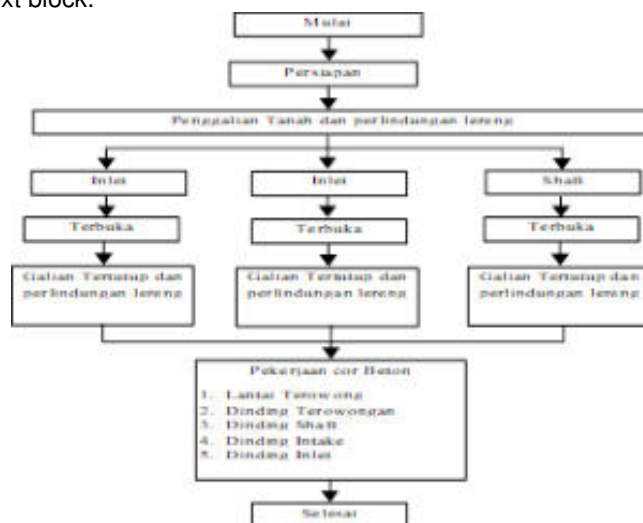 xt block.
Mulai
Persiapan
Penggalian Tanah dan perlindungan lereng
Inlet
Inlet
Shaft
Terbuka
Terbuka
Terbuka
Galian Tertutup dan
perlindungan lereng
Galian Tertutup dan
perlindungan lereng
Galian Tertutup dan
perlindungan lereng
Pekerjaan cor Beton
1. Lantai Terowong
2. Dinding Terowongan
3. Dinding Shaft
4. Dinding Intake
5. Dinding Inlet
Selesai